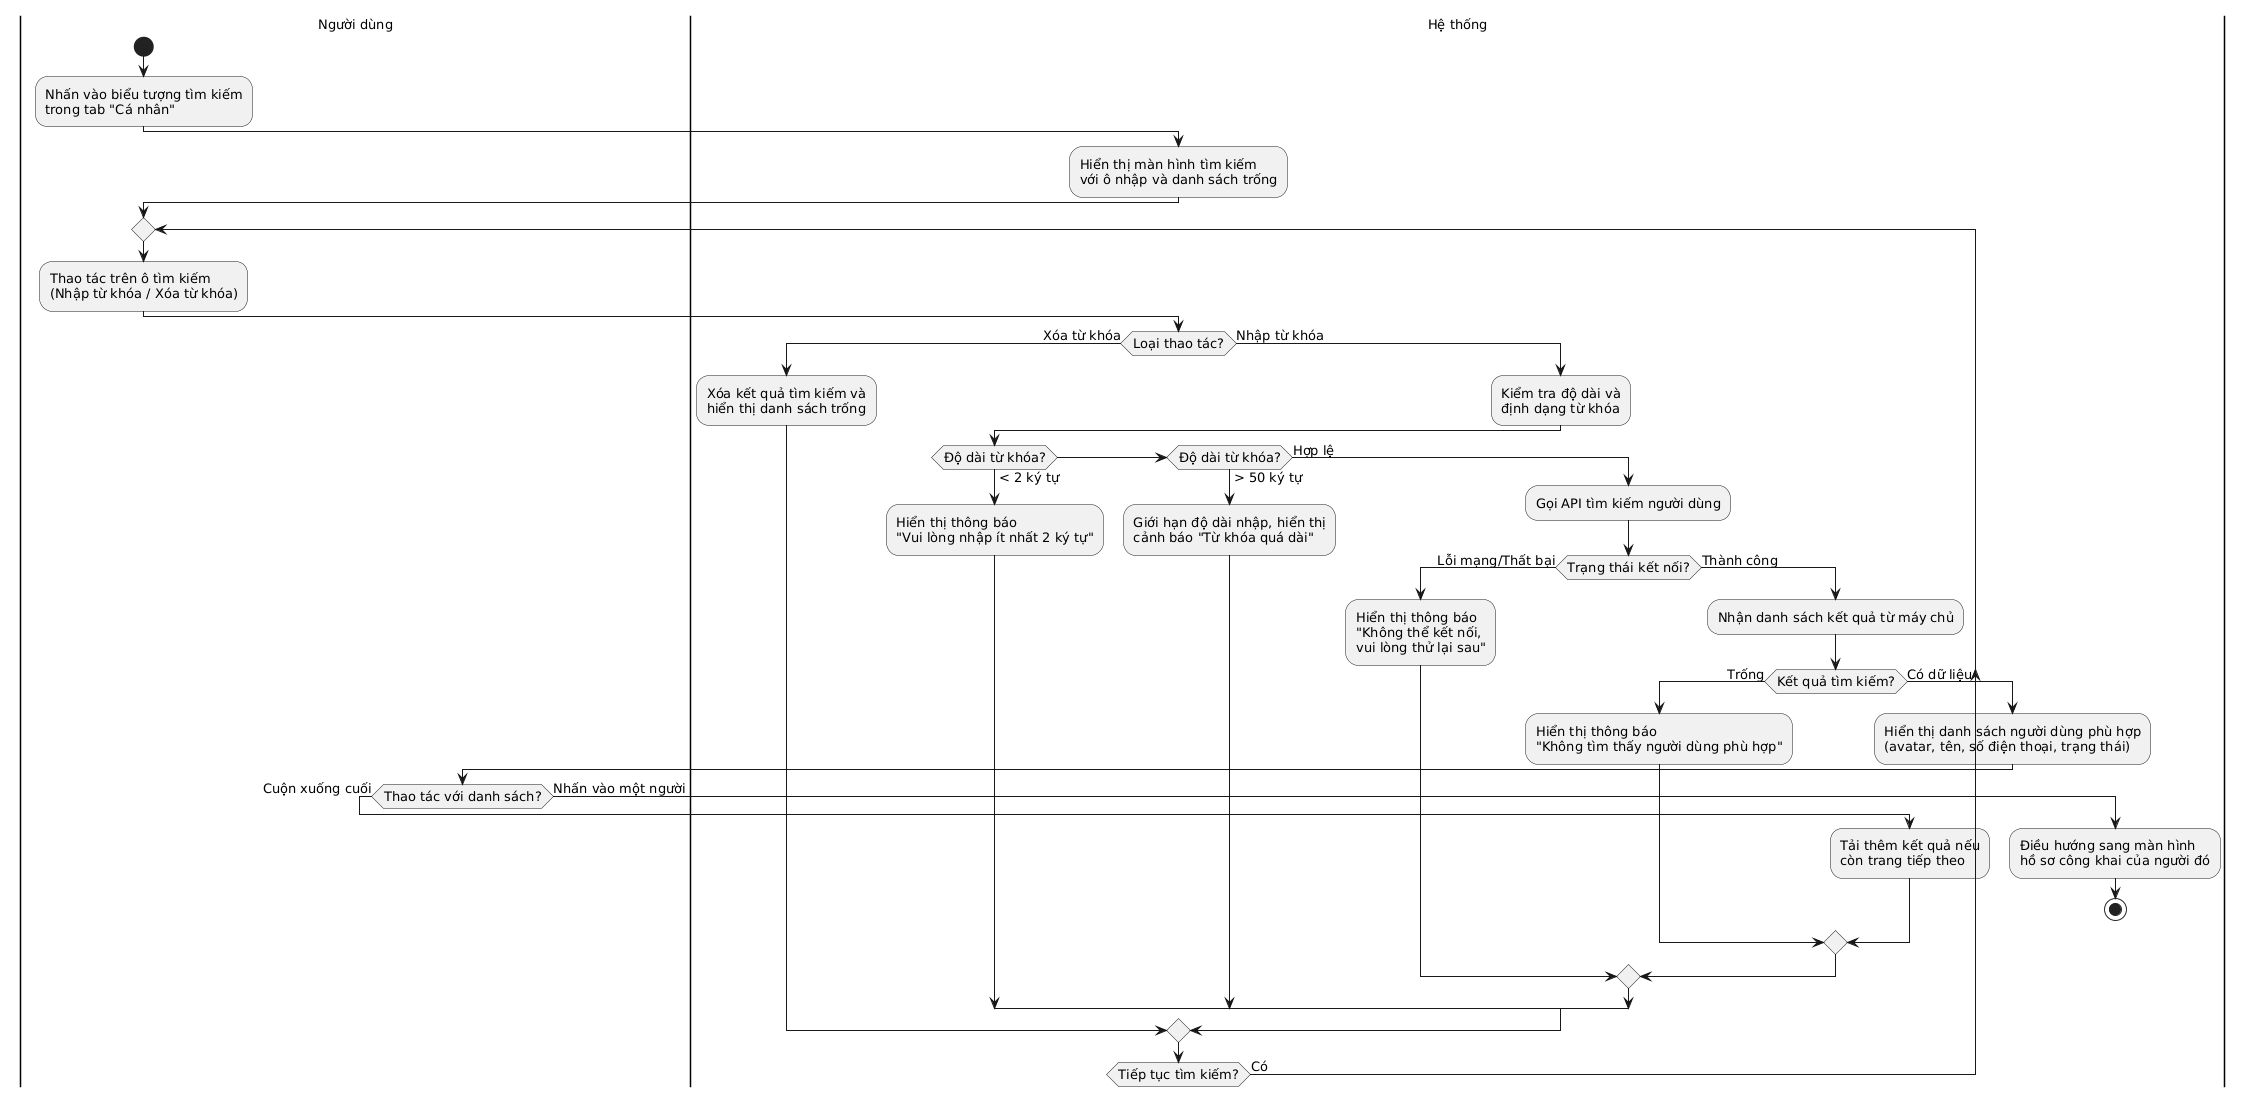 Người dùng
Hệ thống
Nhấn vào biểu tượng tìm kiếm
trong tab "Cá nhân"
Hiển thị màn hình tìm kiếm
với ô nhập và danh sách trống
Thao tác trên ô tìm kiếm
(Nhập từ khóa / Xóa từ khóa)
Xóa từ khóa
Loại thao tác?
Nhập từ khóa
Xóa kết quả tìm kiếm và
hiển thị danh sách trống
Kiểm tra độ dài và
định dạng từ khóa
Độ dài từ khóa?
< 2 ký tự
Độ dài từ khóa?
> 50 ký tự
Hợp lệ
Hiển thị thông báo
"Vui lòng nhập ít nhất 2 ký tự"
Giới hạn độ dài nhập, hiển thị
cảnh báo "Từ khóa quá dài"
Gọi API tìm kiếm người dùng
Lỗi mạng/Thất bại
Trạng thái kết nối?
Thành công
Hiển thị thông báo
"Không thể kết nối,
vui lòng thử lại sau"
Nhận danh sách kết quả từ máy chủ
Trống
Kết quả tìm kiếm?
Có dữ liệu
Hiển thị thông báo
"Không tìm thấy người dùng phù hợp"
Hiển thị danh sách người dùng phù hợp
(avatar, tên, số điện thoại, trạng thái)
Cuộn xuống cuối
Thao tác với danh sách?
Nhấn vào một người
Tải thêm kết quả nếu
còn trang tiếp theo
Điều hướng sang màn hình
hồ sơ công khai của người đó
Tiếp tục tìm kiếm?
Có